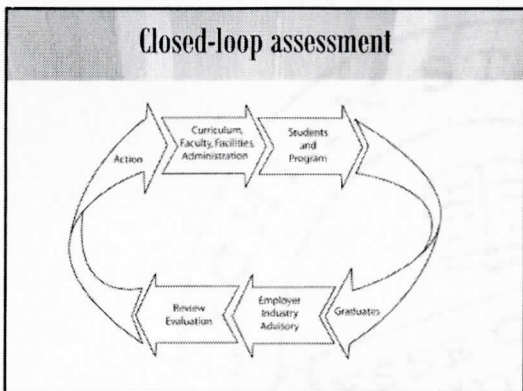 Closed-loop assessment
Action
Curriculum,
Faculty, Facilities
Administration
Students
and
Program
Graduates
Employer
Industry
Advisory
Review
Evaluation